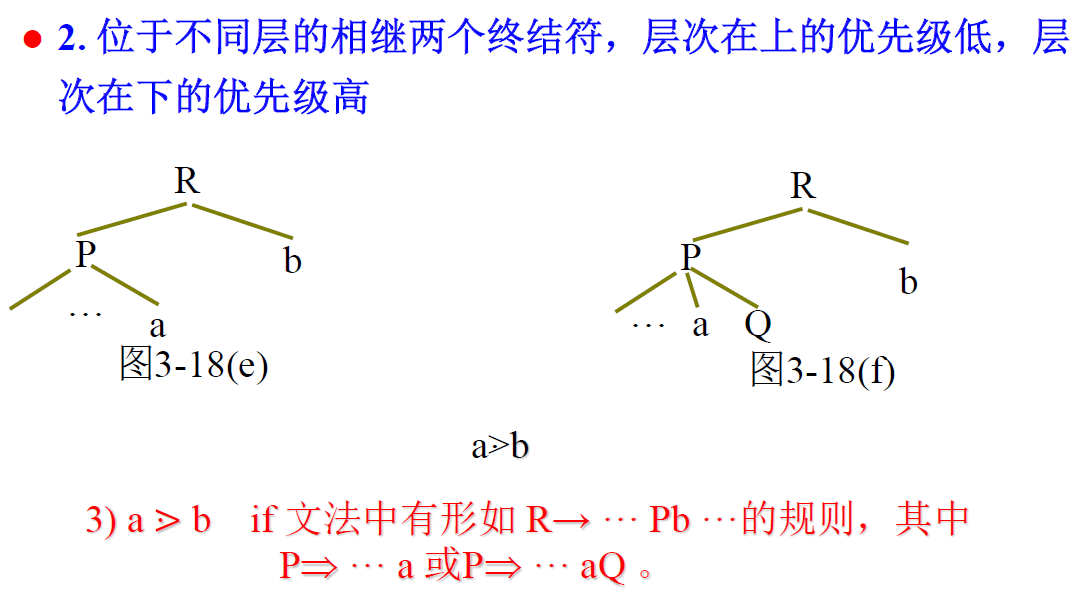 2. 位于不同层的相继两个终结符，层次在上的优先级低，层
次在下的优先级高
R
P
b
… a
图3-18(e)
R
P
b
… a Q
图3-18(f)
a⋗b
3) a ⋗ b if 文法中有形如 R→ … Pb …的规则，其中
P⇒ … a 或P⇒ … aQ 。